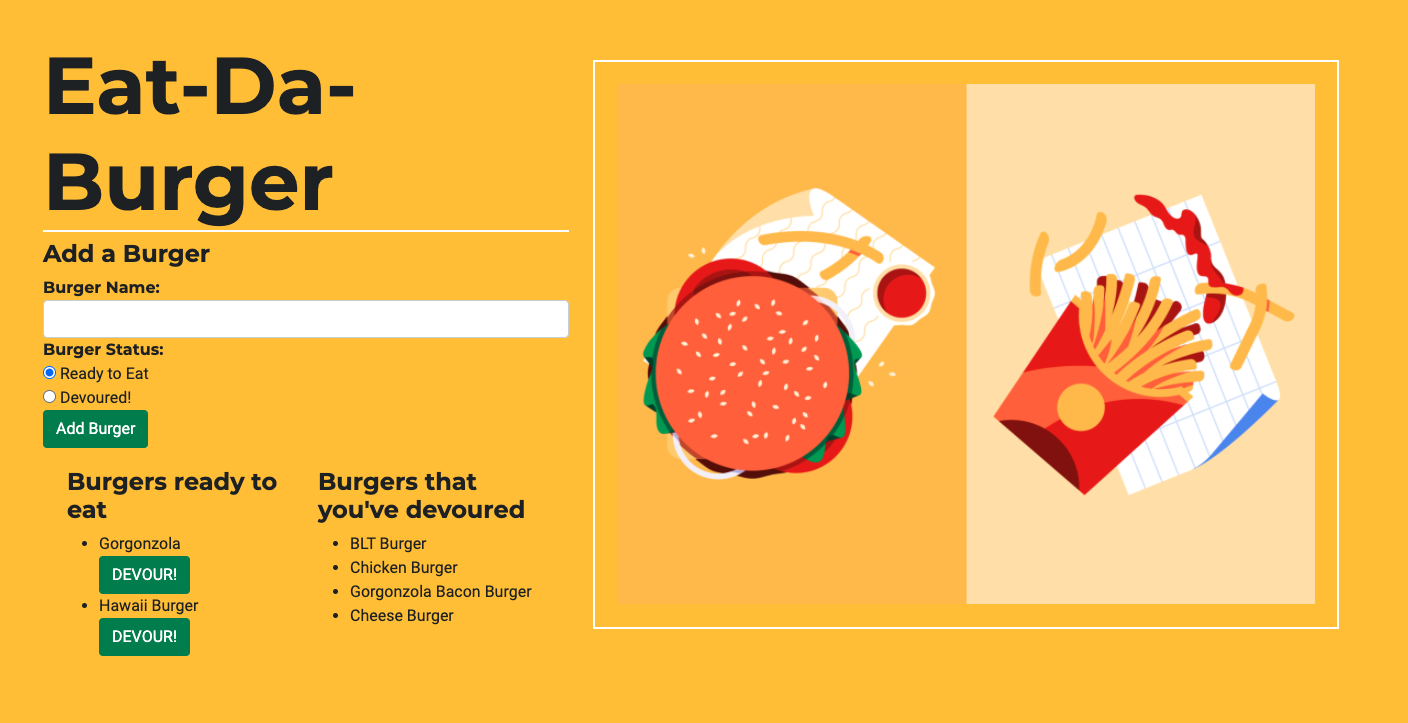 Eat-Da-
Burger
Add a Burger
Burger Name:
Burger Status:
Ready to Eat
Devoured!
Add Burger
Burgers ready to
eat
Gorgonzola
DEVOUR!
Hawaii Burger
DEVOUR!
Burgers that
you've devoured
BLT Burger
Chicken Burger
Gorgonzola Bacon Burger
Cheese Burger